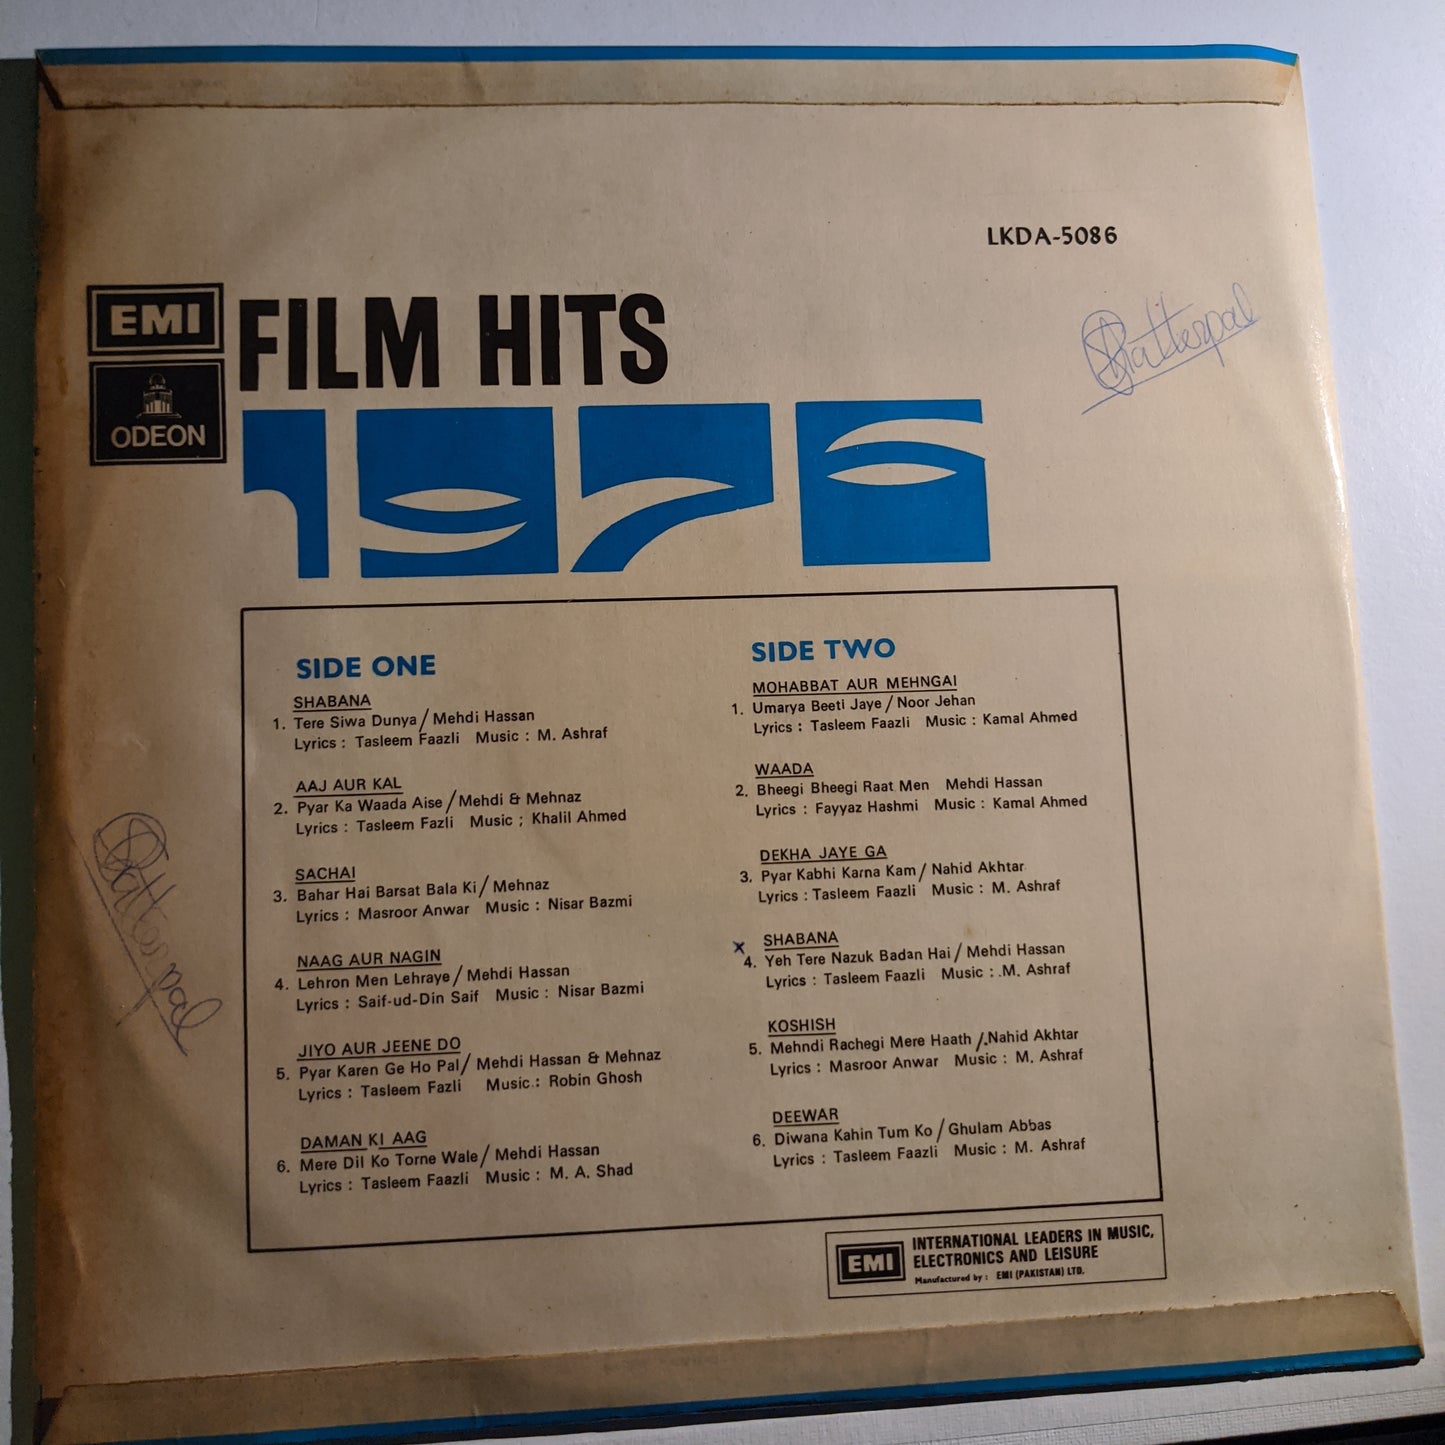 LKDA-5086
EMI
ODEON
FILM HITS
1976
SIDE ONE
SHABANA
1. Tere Siwa Dunya / Mehdi Hassan
Lyrics : Tasleem Faazli Music : M. Ashraf
AAJ AUR KAL
2. Pyar Ka Waada Aise / Mehdi & Mehnaz
Lyrics : Tasleem Fazli Music ; Khalil Ahmed
SACHAI
3. Bahar Hai Barsat Bala Ki / Mehnaz
Lyrics : Masroor Anwar Music : Nisar Bazmi
NAAG AUR NAGIN
4. Lehron Men Lehraye / Mehdi Hassan
Lyrics : Saif-ud-Din Saif Music : Nisar Bazmi
JIYO AUR JEENE DO
5. Pyar Karen Ge Ho Pal / Mehdi Hassan & Mehnaz
Lyrics : Tasleem Fazli Music : Robin Ghosh
DAMAN KI AAG
6. Mere Dil Ko Torne Wale / Mehdi Hassan
Lyrics : Tasleem Faazli Music : M. A. Shad
SIDE TWO
MOHABBAT AUR MEHNGAI
1. Umarya Beeti Jaye / Noor Jehan
Lyrics : Tasleem Faazli Music : Kamal Ahmed
WAADA
2. Bheegi Bheegi Raat Men Mehdi Hassan
Lyrics : Fayyaz Hashmi Music : Kamal Ahmed
DEKHA JAYE GA
3. Pyar Kabhi Karna Kam / Nahid Akhtar
Lyrics : Tasleem Faazli Music : M. Ashraf
x SHABANA
4. Yeh Tere Nazuk Badan Hai / Mehdi Hassan
Lyrics : Tasleem Faazli Music : M. Ashraf
KOSHISH
5. Mehndi Rachegi Mere Haath / Nahid Akhtar
Lyrics : Masroor Anwar Music : M. Ashraf
DEEWAR
6. Diwana Kahin Tum Ko / Ghulam Abbas
Lyrics : Tasleem Faazli Music : M. Ashraf
EMI
INTERNATIONAL LEADERS IN MUSIC,
ELECTRONICS AND LEISURE
Manufactured by : EMI (PAKISTAN) LTD.